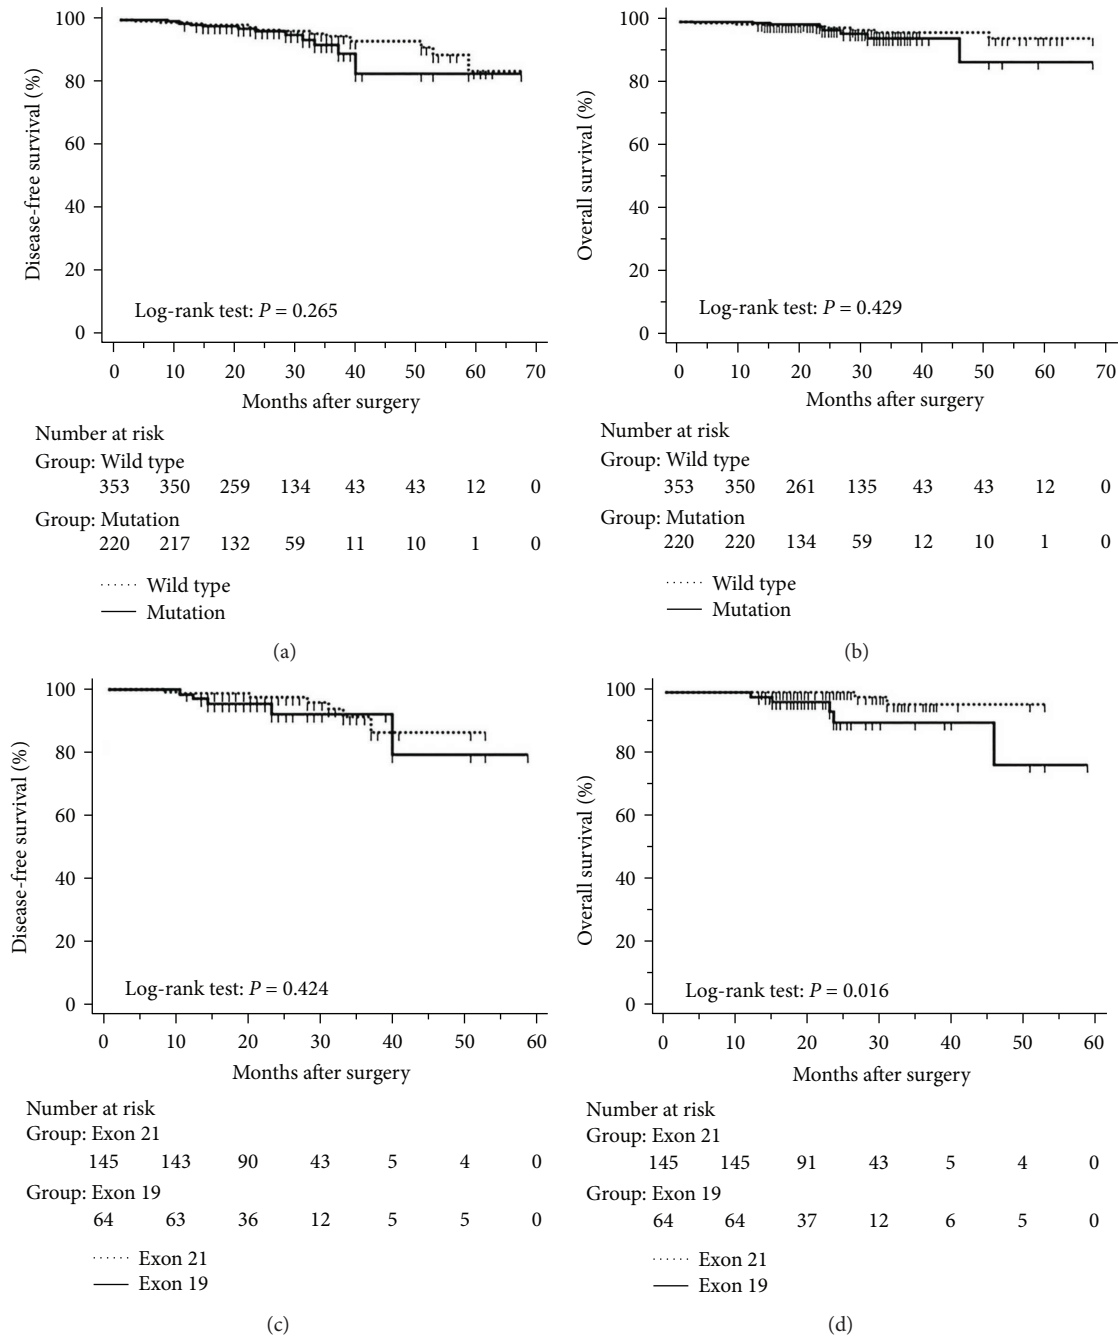 100
80
60
40
20
0
Disease-free survival (%)
Log-rank test: P = 0.265
0 10 20 30 40 50 60 70
Months after surgery
Number at risk
Group: Wild type
353 350 259 134 43 43 12 0
Group: Mutation
220 217 132 59 11 10 1 0
Wild type
Mutation
(a)
100
80
60
40
20
0
Overall survival (%)
Log-rank test: P = 0.429
0 10 20 30 40 50 60 70
Months after surgery
Number at risk
Group: Wild type
353 350 261 135 43 43 12 0
Group: Mutation
220 220 134 59 12 10 1 0
Wild type
Mutation
(b)
100
80
60
40
20
0
Disease-free survival (%)
Log-rank test: P = 0.424
0 10 20 30 40 50 60
Months after surgery
Number at risk
Group: Exon 21
145 143 90 43 5 4 0
Group: Exon 19
64 63 36 12 5 5 0
Exon 21
Exon 19
(c)
100
80
60
40
20
0
Overall survival (%)
Log-rank test: P = 0.016
0 10 20 30 40 50 60
Months after surgery
Number at risk
Group: Exon 21
145 145 91 43 5 4 0
Group: Exon 19
64 64 37 12 6 5 0
Exon 21
Exon 19
(d)